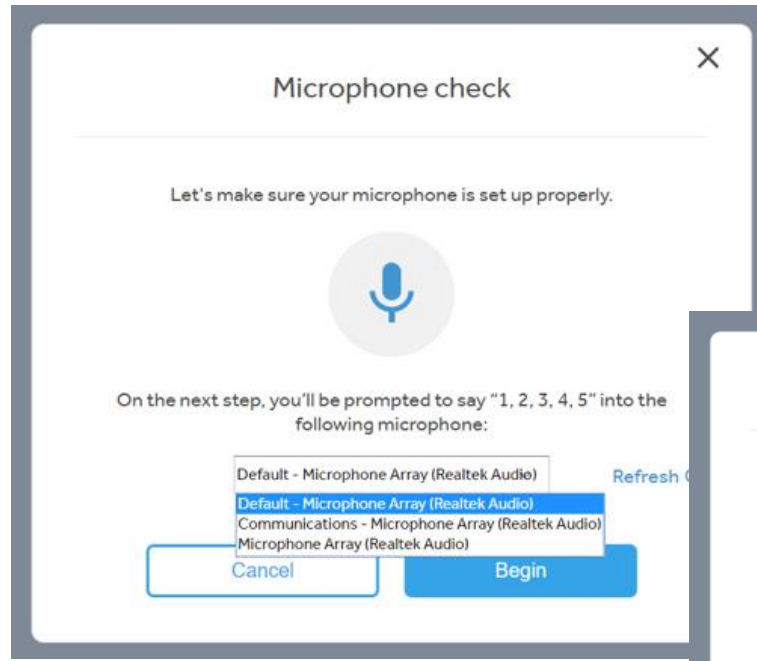 Microphone check
Let's make sure your microphone is set up properly.
On the next step, you'll be prompted to say “1, 2, 3, 4, 5” into the
following microphone:
Default - Microphone Array (Realtek Audio)
Refresh
Default - Microphone Array (Realtek Audio)
Communications - Microphone Array (Realtek Audio)
Microphone Array (Realtek Audio)
Cancel
Begin